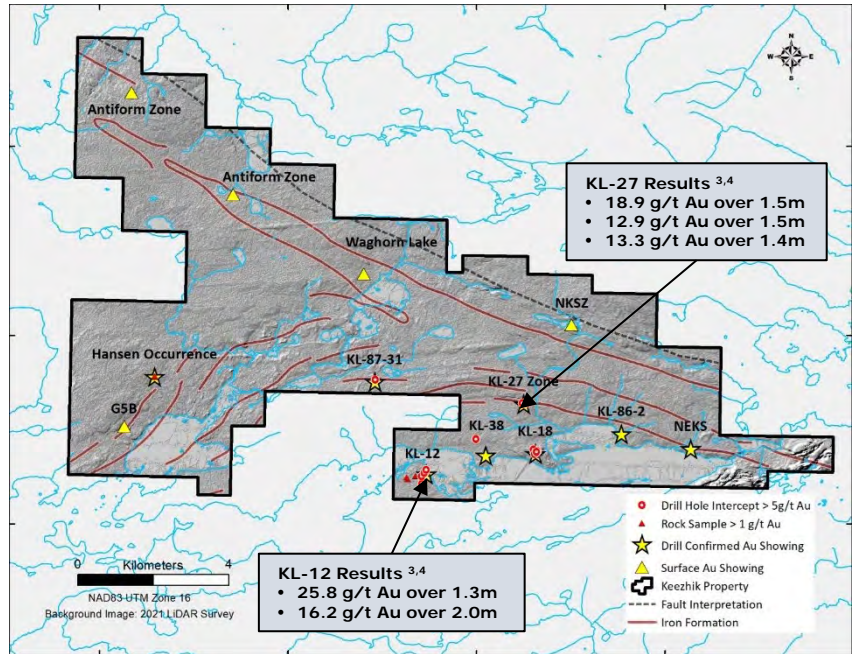 N
W E
S
Antiform Zone
Antiform Zone
KL-27 Results 3,4
• 18.9 g/t Au over 1.5m
• 12.9 g/t Au over 1.5m
• 13.3 g/t Au over 1.4m
Waghorn Lake
NKSZ
Hansen Occurrence
KL-87-31
KL-27 Zone
G5B
KL-86-2
KL-38
KL-18
NEKS
KL-12
Drill Hole Intercept > 5g/t Au
Rock Sample > 1 g/t Au
Drill Confirmed Au Showing
Surface Au Showing
Keezhik Property
Fault Interpretation
Iron Formation
Kilometers
0 4
NAD83 UTM Zone 16
Background Image: 2021 LiDAR Survey
KL-12 Results 3,4
• 25.8 g/t Au over 1.3m
• 16.2 g/t Au over 2.0m